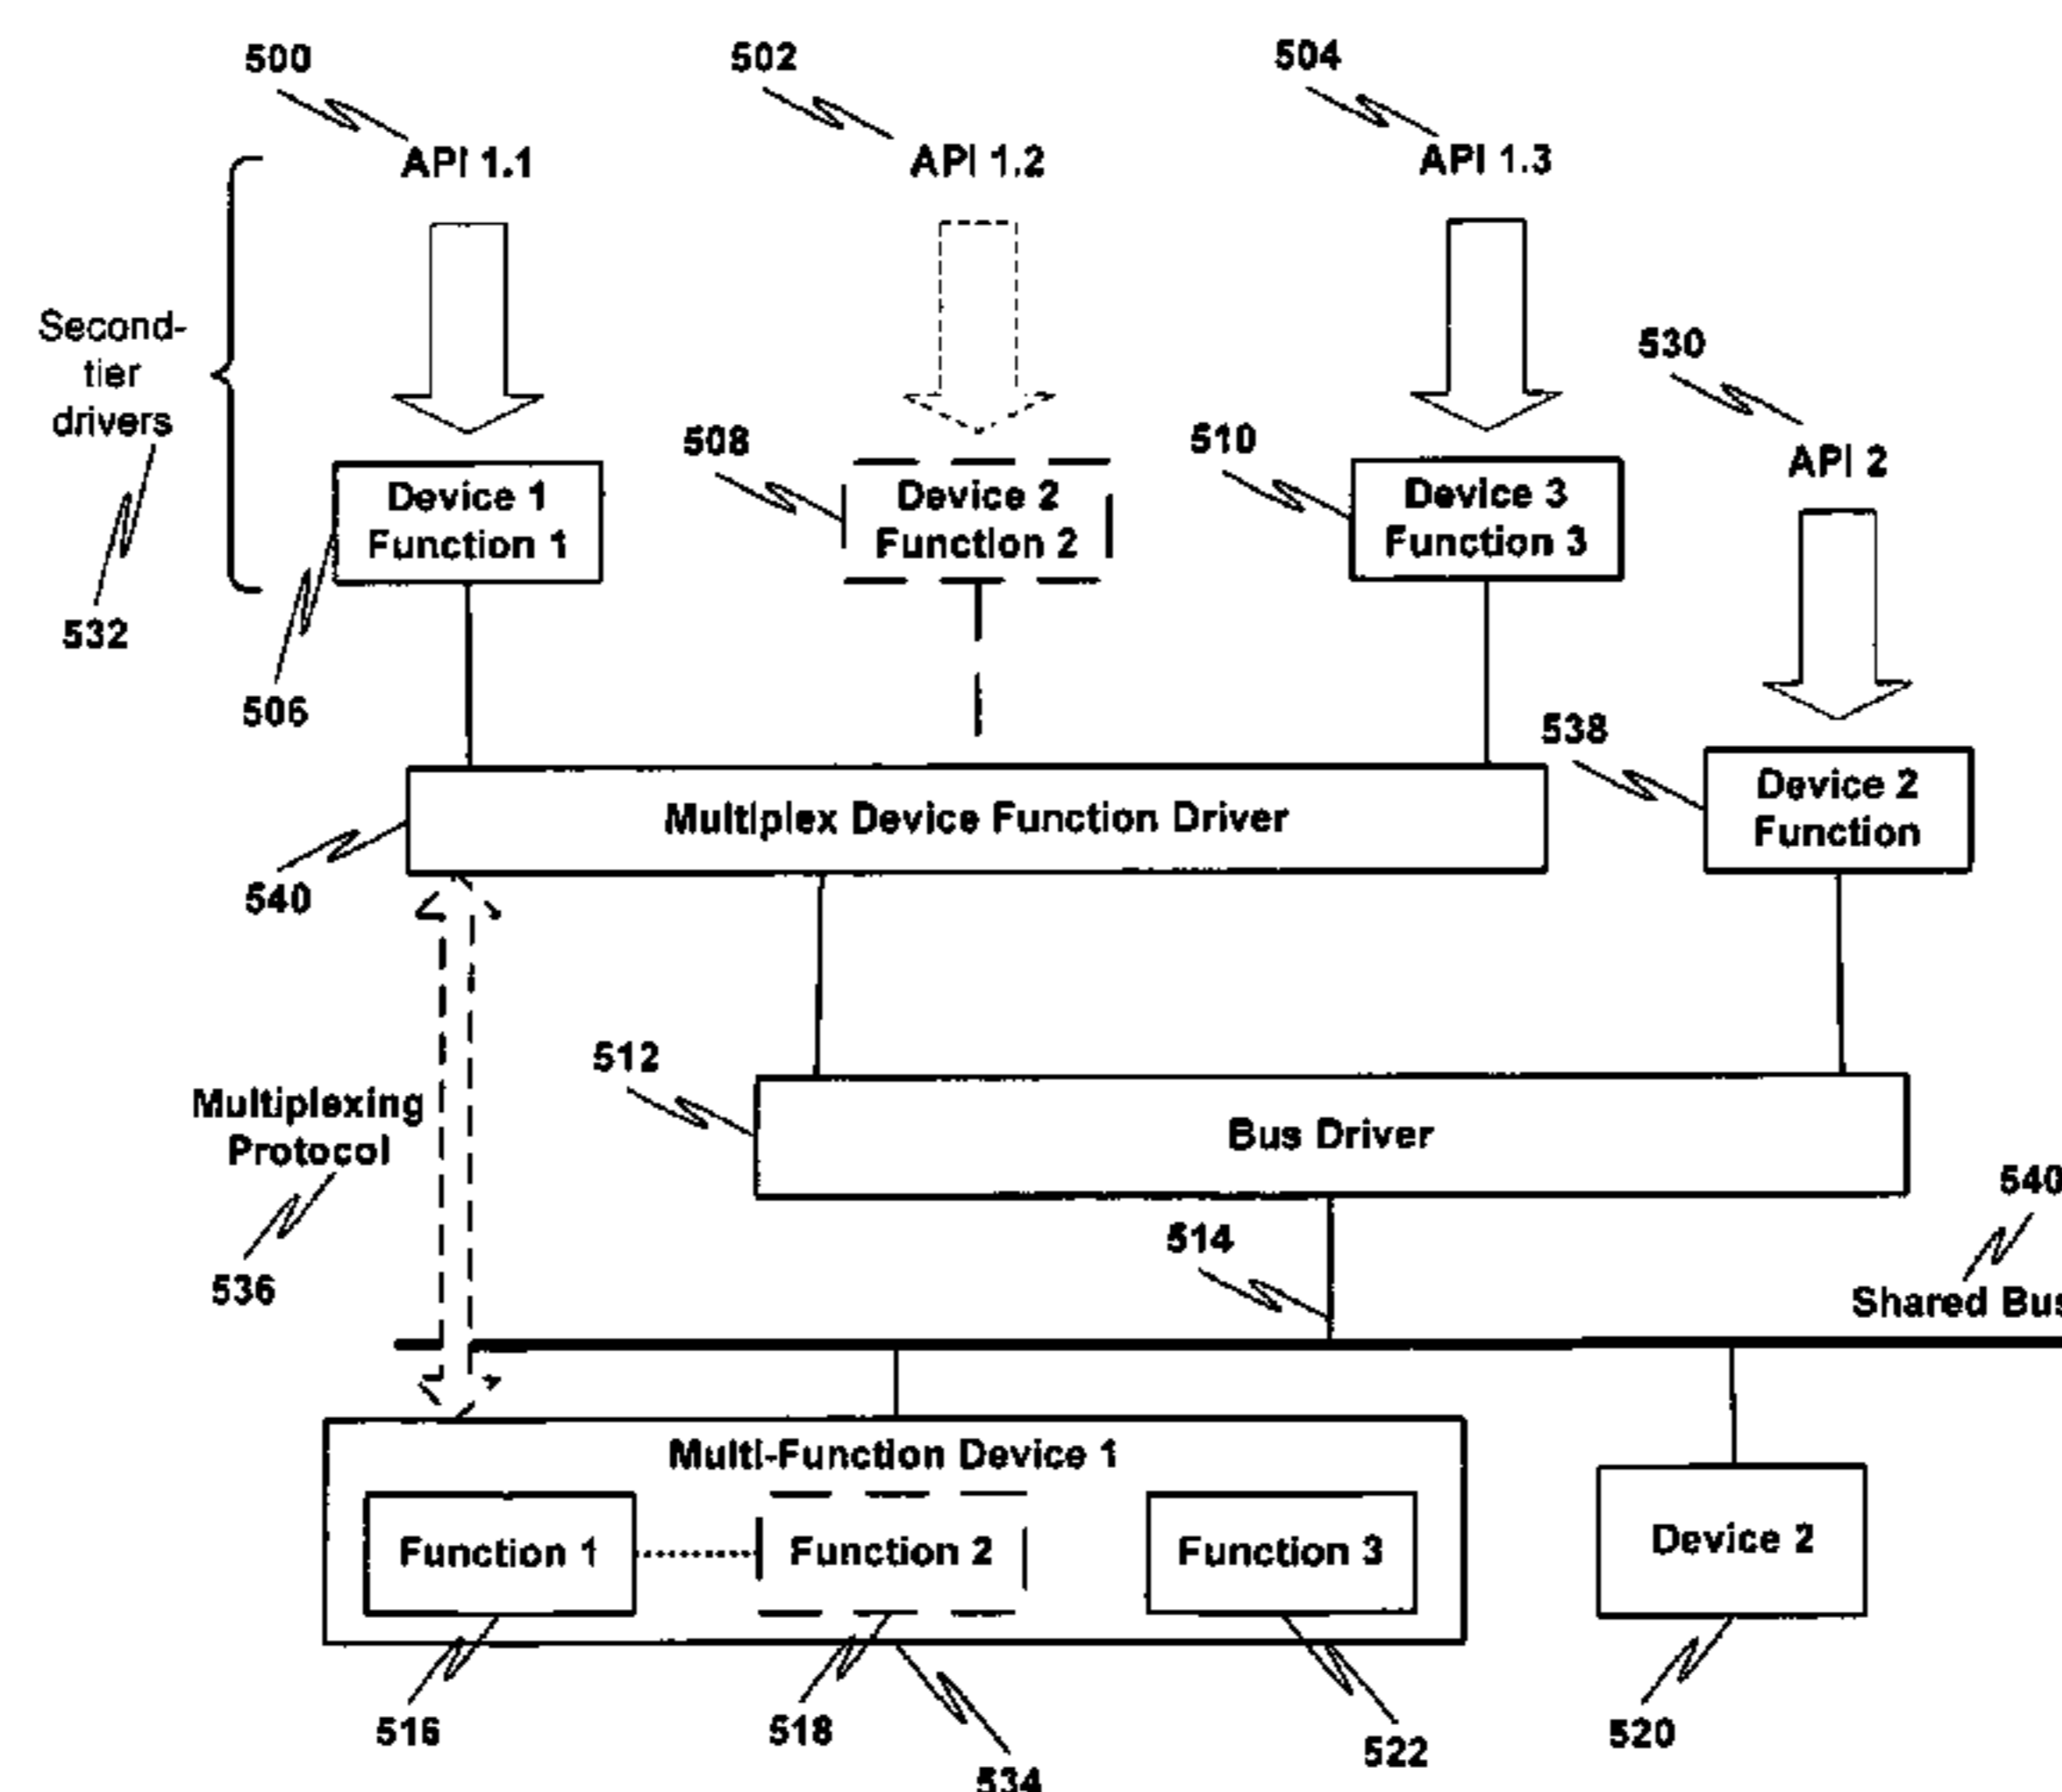 500
502
504
API 1.1
API 1.2
API 1.3
Second-
tier
drivers
530
508
510
API 2
Device 1
Function 1
Device 2
Function 2
Device 3
Function 3
532
506
538
Multiplex Device Function Driver
Device 2
Function
540
512
Multiplexing
Protocol
Bus Driver
540
514
536
Shared Bus
Multi-Function Device 1
Function 1
Function 2
Function 3
Device 2
516
518
522
520
534